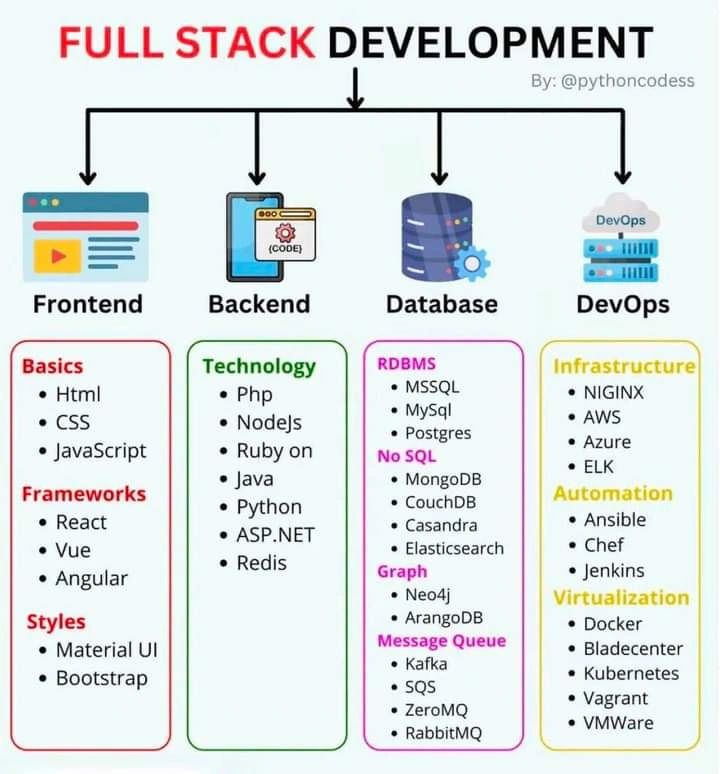 FULL STACK DEVELOPMENT
By: @pythoncodess
{CODE}
DevOps
Frontend
Backend
Database
DevOps
Basics
• Html
• CSS
• JavaScript
Frameworks
• React
• Vue
• Angular
Styles
• Material UI
• Bootstrap
Technology
• Php
• NodeJs
• Ruby on
• Java
• Python
• ASP.NET
• Redis
RDBMS
• MSSQL
• MySql
• Postgres
No SQL
• MongoDB
• CouchDB
• Casandra
• Elasticsearch
Graph
• Neo4j
• ArangoDB
Message Queue
• Kafka
• SQS
• ZeroMQ
• RabbitMQ
Infrastructure
• NIGINX
• AWS
• Azure
• ELK
Automation
• Ansible
• Chef
• Jenkins
Virtualization
• Docker
• Bladecenter
• Kubernetes
• Vagrant
• VMWare